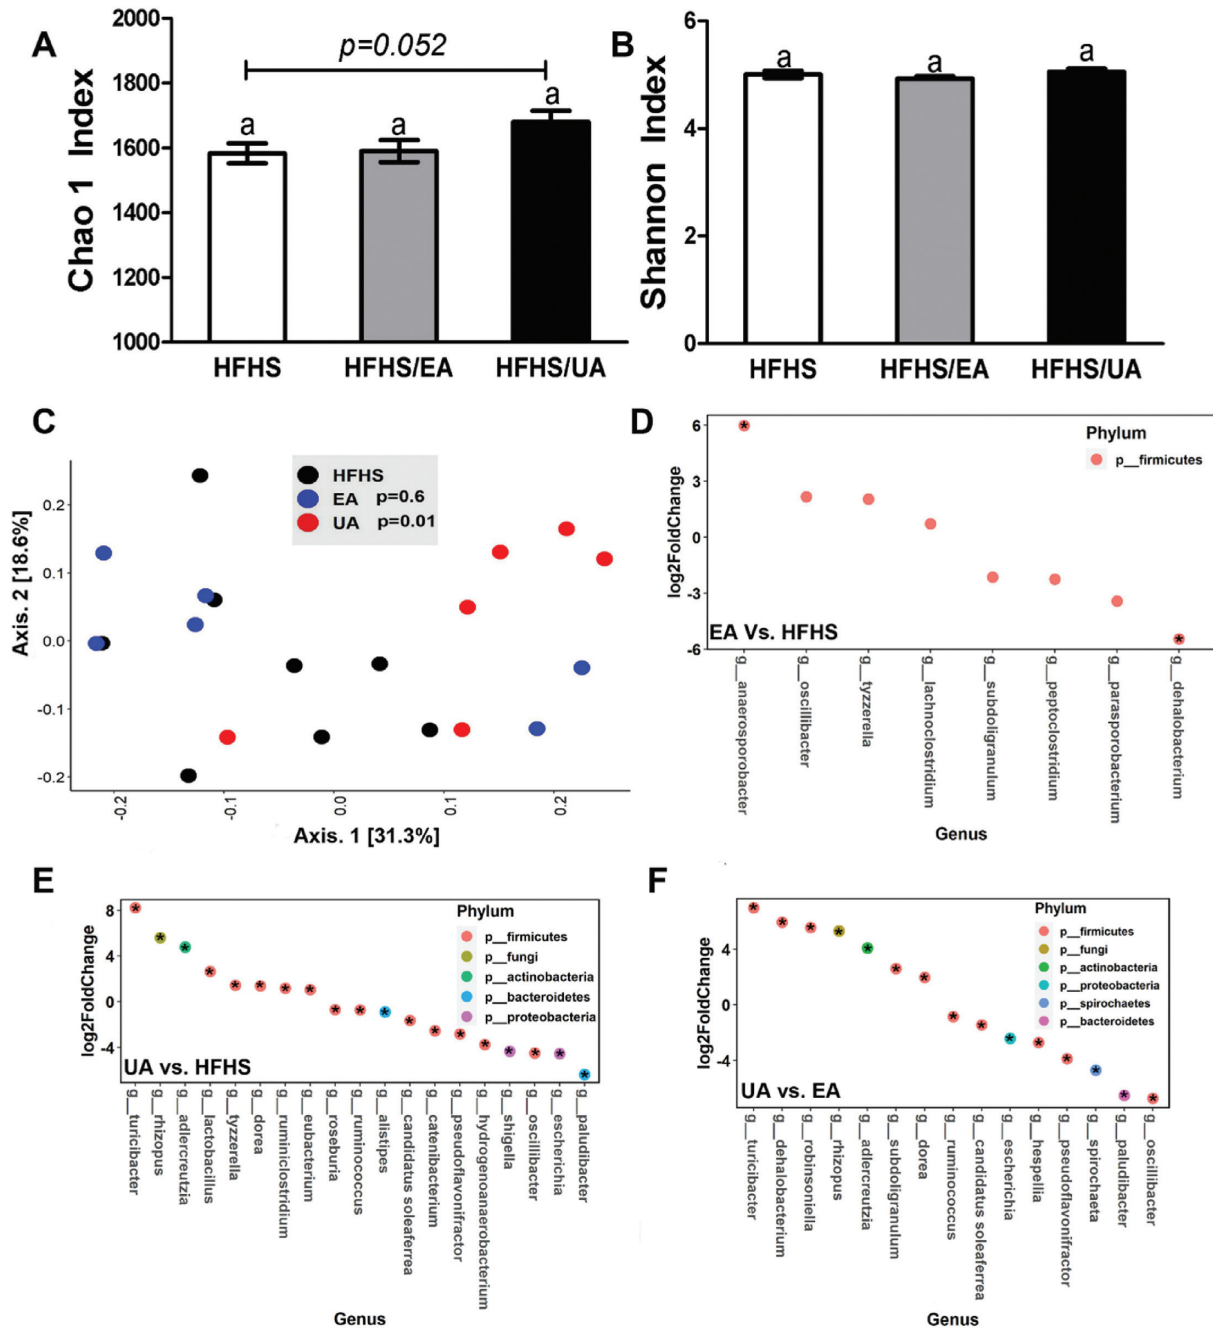 A
Chao 1 Index
2000
1800
1600
1400
1200
1000
p=0.052
a
a
a
HFHS
HFHS/EA
HFHS/UA
B
Shannon Index
6
4
2
0
a
a
a
HFHS
HFHS/EA
HFHS/UA
C
Axis. 2 [18.6%]
0.2
0.1
0.0
-0.1
-0.2
HFHS
EA p=0.6
UA p=0.01
-0.2
-0.1
0.0
0.1
0.2
Axis. 1 [31.3%]
D
log2FoldChange
6
3
0
-3
-6
Phylum
p__firmicutes
EA Vs. HFHS
g__anaerosporobacter
g__oscillibacter
g__tyzzerella
g__lachnoclostridium
g__subdoligranulum
g__peptoclostridium
g__parasporobacterium
g__dehalobacterium
Genus
E
log2FoldChange
8
4
0
-4
Phylum
p__firmicutes
p__fungi
p__actinobacteria
p__bacteroidetes
p__proteobacteria
UA vs. HFHS
g__turicibacter
g__rhizopus
g__adlercreutzia
g__lactobacillus
g__tyzzerella
g__dorea
g__ruminiclostridium
g__eubacterium
g__roseburia
g__ruminococcus
g__alistipes
g__candidatus soleaferrea
g__catenibacterium
g__pseudoflavonifractor
g__hydrogenoanaerobacterium
g__shigella
g__oscillibacter
g__escherichia
g__paludibacter
Genus
F
log2FoldChange
4
0
-4
Phylum
p__firmicutes
p__fungi
p__actinobacteria
p__proteobacteria
p__spirochaetes
p__bacteroidetes
UA vs. EA
g__turicibacter
g__dehalobacterium
g__robinsoniella
g__rhizopus
g__adlercreutzia
g__subdoligranulum
g__dorea
g__ruminococcus
g__candidatus soleaferrea
g__escherichia
g__hespellia
g__pseudoflavonifractor
g__spirochaeta
g__paludibacter
g__oscillibacter
Genus